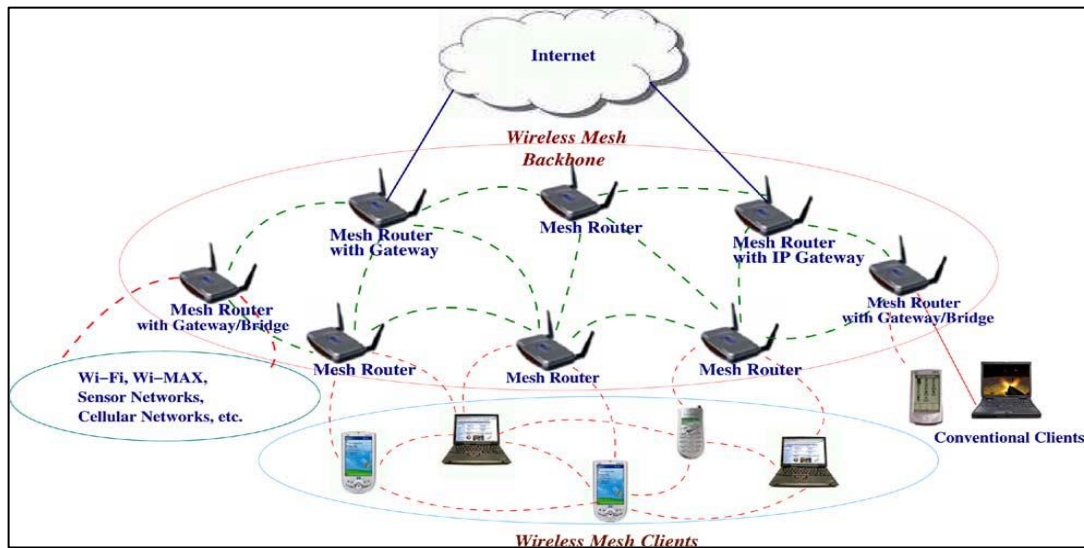 Internet
Wireless Mesh
Backbone
Mesh Router
with Gateway
Mesh Router
Mesh Router
with IP Gateway
Mesh Router
with Gateway/Bridge
Mesh Router
with Gateway/Bridge
Mesh Router
Mesh Router
Mesh Router
Wi–Fi, Wi–MAX,
Sensor Networks,
Cellular Networks, etc.
Conventional Clients
Wireless Mesh Clients